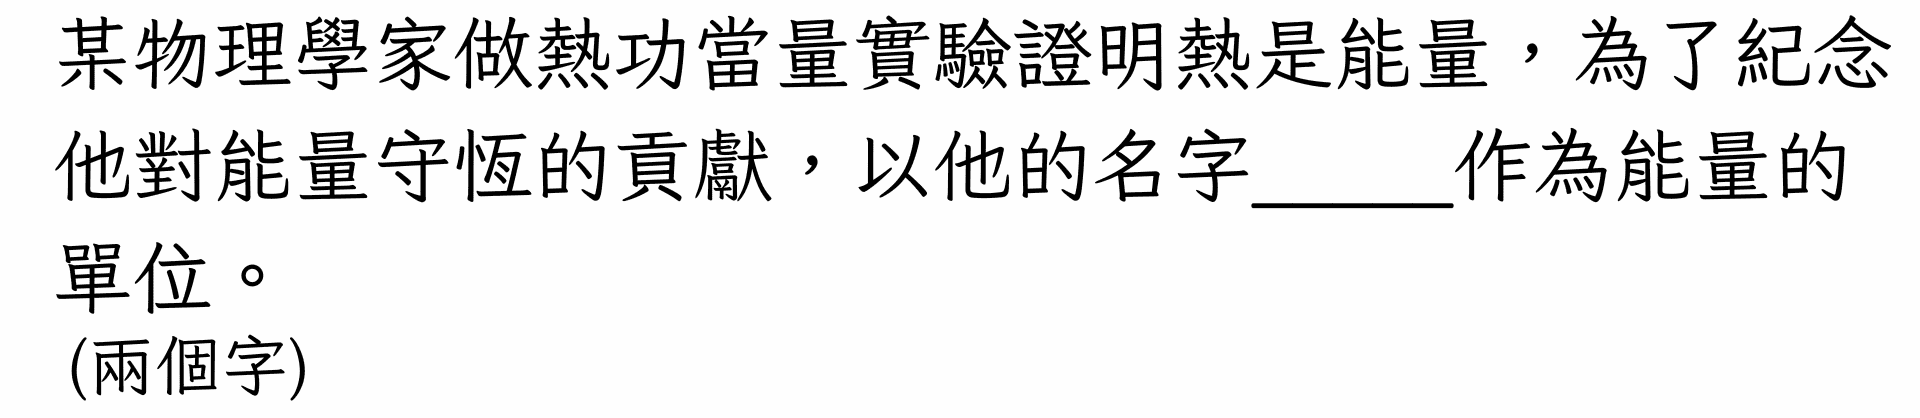 某物理學家做熱功當量實驗證明熱是能量，為了紀念
他對能量守恆的貢獻，以他的名字_____作為能量的
單位。
(兩個字)